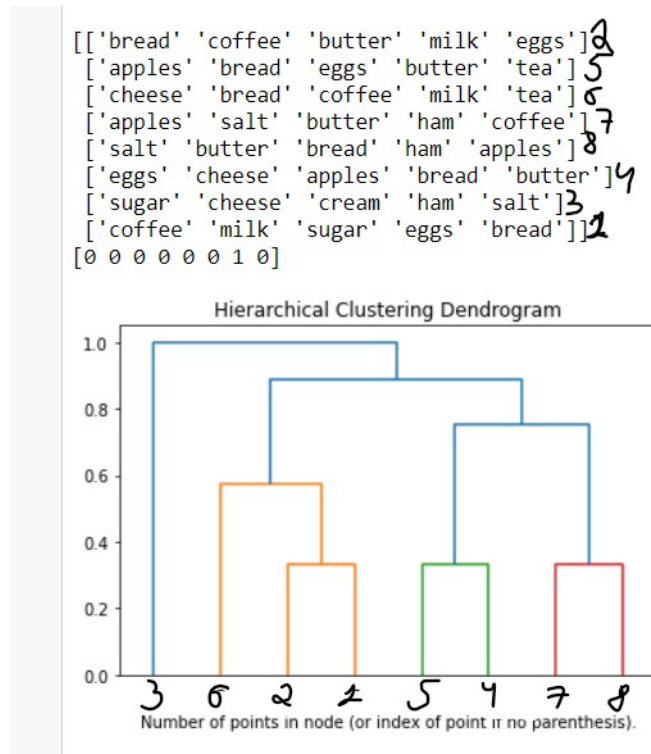 [['bread' 'coffee' 'butter' 'milk' 'eggs'] 2
['apples' 'bread' 'eggs' 'butter' 'tea'] 5
['cheese' 'bread' 'coffee' 'milk' 'tea'] 6
['apples' 'salt' 'butter' 'ham' 'coffee'] 7
['salt' 'butter' 'bread' 'ham' 'apples'] 8
['eggs' 'cheese' 'apples' 'bread' 'butter'] 4
['sugar' 'cheese' 'cream' 'ham' 'salt'] 3
['coffee' 'milk' 'sugar' 'eggs' 'bread']] 1
[0 0 0 0 0 0 1 0]
Hierarchical Clustering Dendrogram
1.0
0.8
0.6
0.4
0.2
0.0
3 6 2 1 5 4 7 8
Number of points in node (or index of point if no parenthesis).